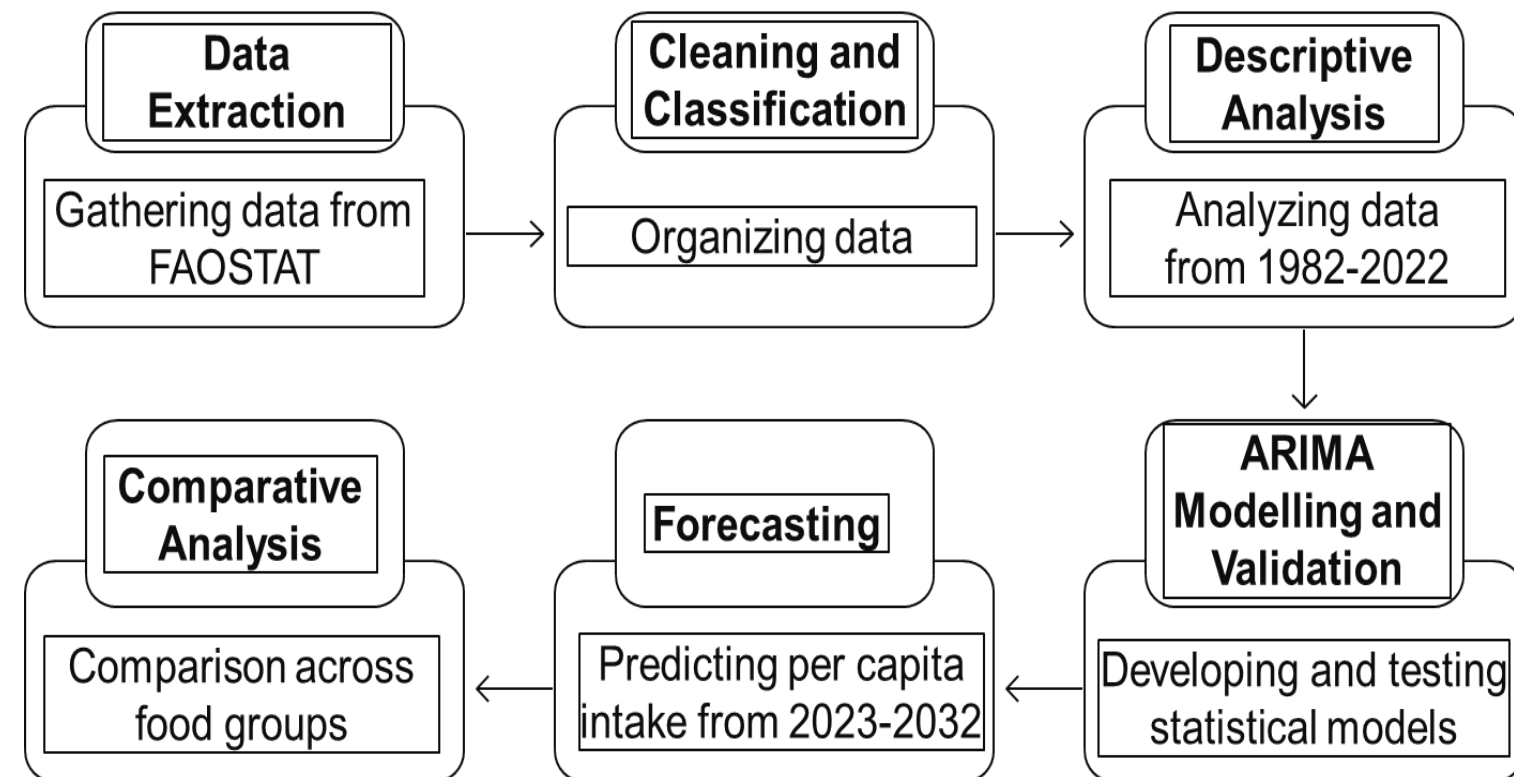 Data
Extraction
Gathering data from
FAOSTAT
Cleaning and
Classification
Organizing data
Descriptive
Analysis
Analyzing data
from 1982-2022
ARIMA
Modelling and
Validation
Developing and testing
statistical models
Forecasting
Predicting per capita
intake from 2023-2032
Comparative
Analysis
Comparison across
food groups